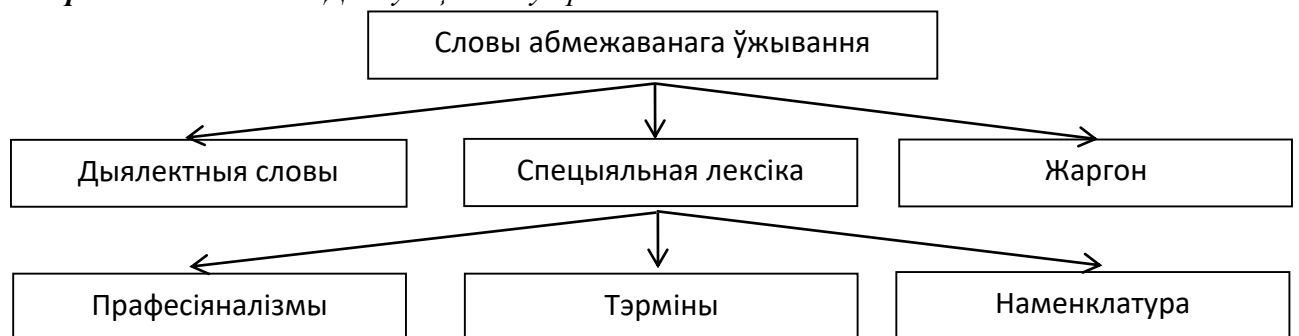 Словы абмежаванага ўжывання
Дыялектныя словы
Спецыяльная лексіка
Жаргон
Прафесіяналізмы
Тэрміны
Наменклатура